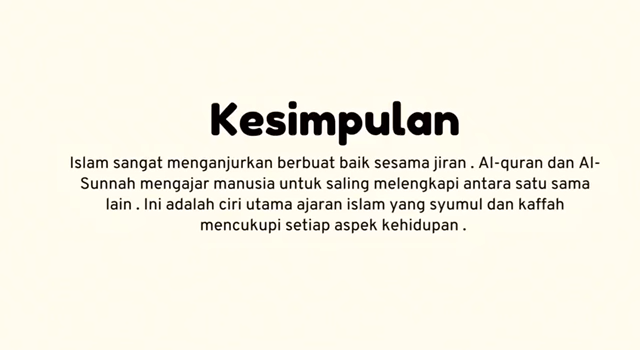 Kesimpulan
Islam sangat menganjurkan berbuat baik sesama jiran . Al-quran dan Al-
Sunnah mengajar manusia untuk saling melengkapi antara satu sama
lain . Ini adalah ciri utama ajaran islam yang syumul dan kaffah
mencukupi setiap aspek kehidupan .